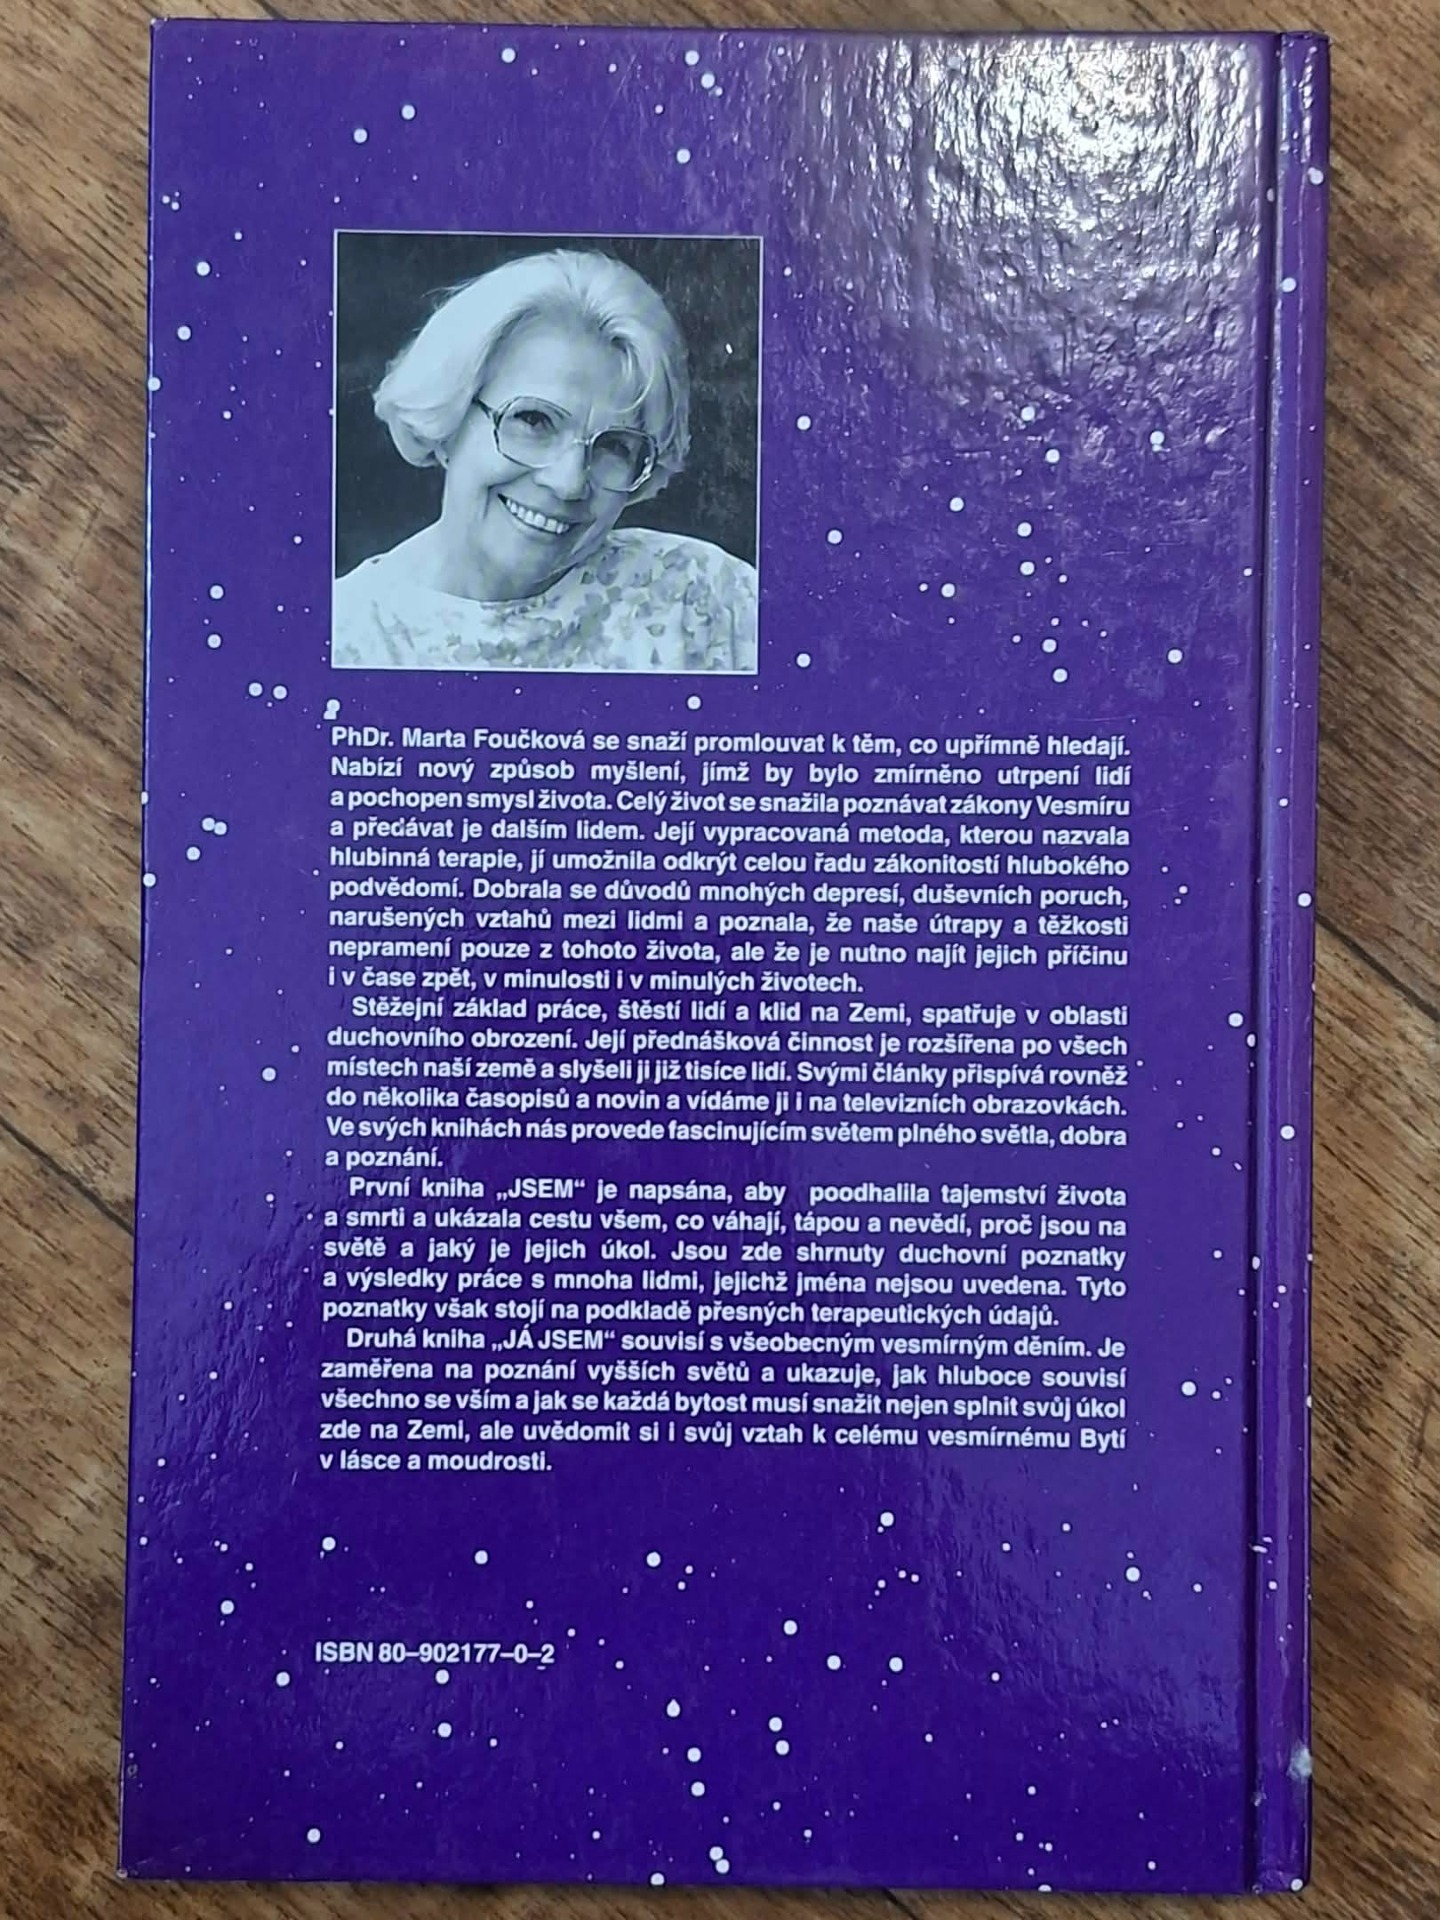 PhDr. Marta Foučková se snaží promlouvat k těm, co upřímně hledají.
Nabízí nový způsob myšlení, jímž by bylo zmírněno utrpení lidí
a pochopen smysl života. Celý život se snažila poznávat zákony Vesmíru
a předávat je dalším lidem. Její vypracovaná metoda, kterou nazvala
hlubinná terapie, jí umožnila odkrýt celou řadu zákonitostí hlubokého
podvědomí. Dobrala se důvodů mnohých depresí, duševních poruch,
narušených vztahů mezi lidmi a poznala, že naše útrapy a těžkosti
nepramení pouze z tohoto života, ale že je nutno najít jejich příčinu
i v čase zpět, v minulosti i v minulých životech.
Stěžejní základ práce, štěstí lidí a klid na Zemi, spatřuje v oblasti
duchovního obrození. Její přednášková činnost je rozšířena po všech
místech naší země a slyšeli ji již tisíce lidí. Svými články přispívá rovněž
do několika časopisů a novin a vídáme ji i na televizních obrazovkách.
Ve svých knihách nás provede fascinujícím světem plného světla, dobra
a poznání.
První kniha „JSEM“ je napsána, aby poodhalila tajemství života
a smrti a ukázala cestu všem, co váhají, tápou a nevědí, proč jsou na
světě a jaký je jejich úkol. Jsou zde shrnuty duchovní poznatky
a výsledky práce s mnoha lidmi, jejichž jména nejsou uvedena. Tyto
poznatky však stojí na podkladě přesných terapeutických údajů.
Druhá kniha „JÁ JSEM“ souvisí s všeobecným vesmírným děním. Je
zaměřena na poznání vyšších světů a ukazuje, jak hluboce souvisí
všechno se vším a jak se každá bytost musí snažit nejen splnit svůj úkol
zde na Zemi, ale uvědomit si i svůj vztah k celému vesmírnému Bytí
v lásce a moudrosti.
ISBN 80–902177–0–2